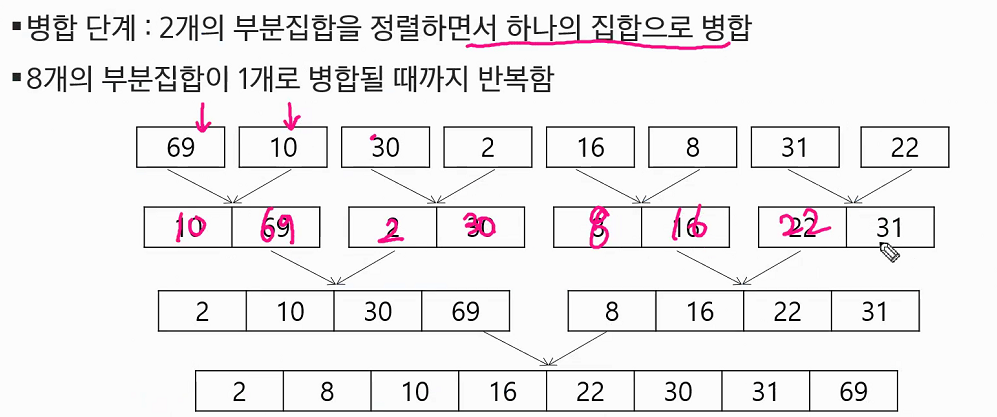 ▪병합 단계 : 2개의 부분집합을 정렬하면서 하나의 집합으로 병합
▪8개의 부분집합이 1개로 병합될 때까지 반복함
69 10 30 2 16 8 31 22
10 69 2 30 8 16 22 31
2 10 30 69 8 16 22 31
2 8 10 16 22 30 31 69